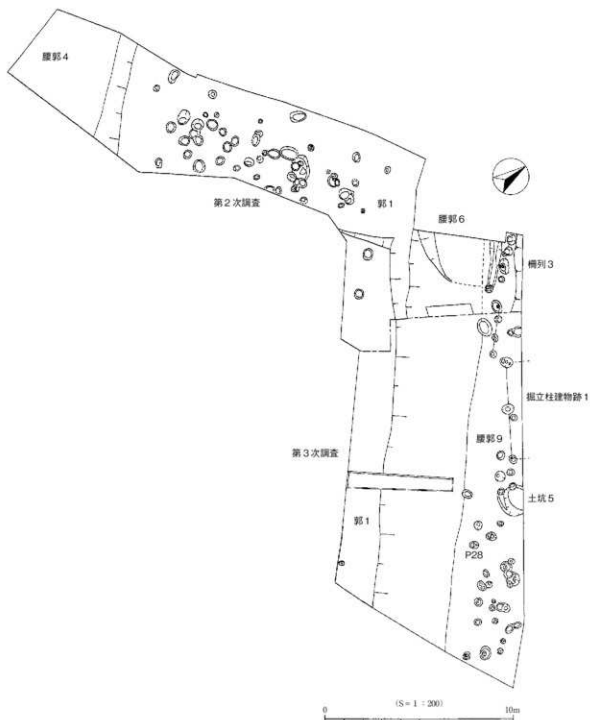 腰郭4
第2次調査
郭1
腰郭6
柵列3
掘立柱建物跡1
第3次調査
腰郭9
土坑5
郭1
P28
(S=1:200)
0 10m